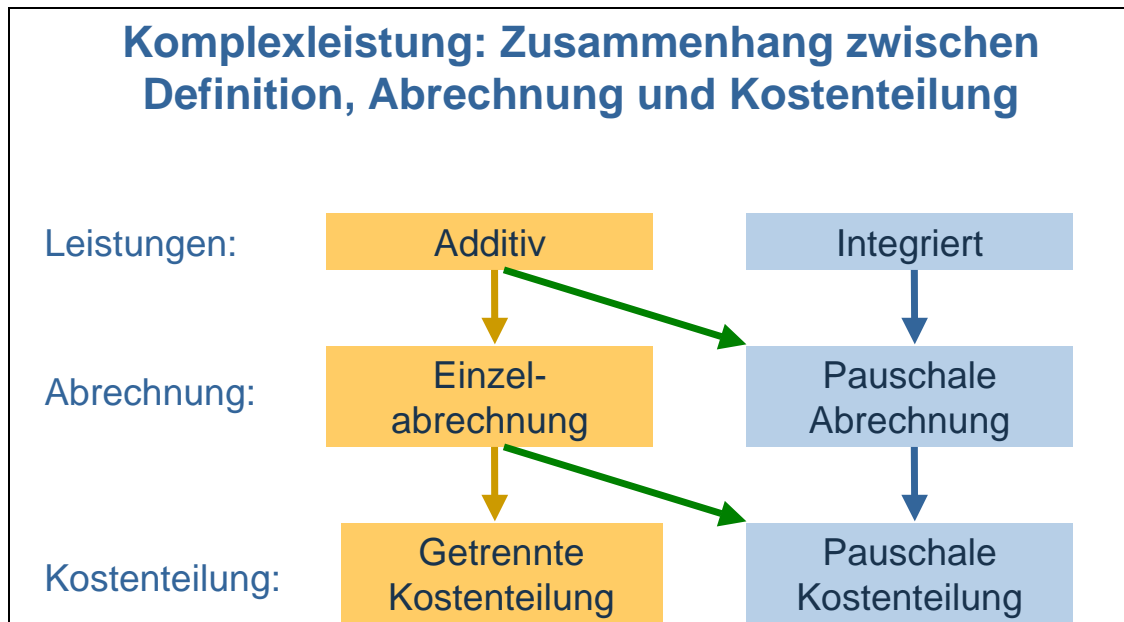 Komplexleistung: Zusammenhang zwischen
Definition, Abrechnung und Kostenteilung
Leistungen:
Additiv
Integriert
Abrechnung:
Einzel-
abrechnung
Pauschale
Abrechnung
Kostenteilung:
Getrennte
Kostenteilung
Pauschale
Kostenteilung